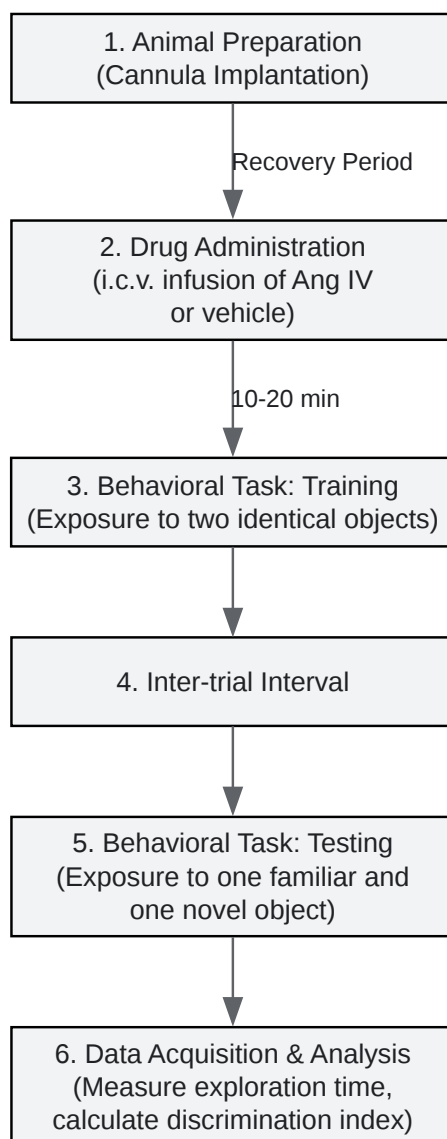 1. Animal Preparation
(Cannula Implantation)
Recovery Period
2. Drug Administration
(i.c.v. infusion of Ang IV
or vehicle)
10-20 min
3. Behavioral Task: Training
(Exposure to two identical objects)
4. Inter-trial Interval
5. Behavioral Task: Testing
(Exposure to one familiar and
one novel object)
6. Data Acquisition & Analysis
(Measure exploration time,
calculate discrimination index)